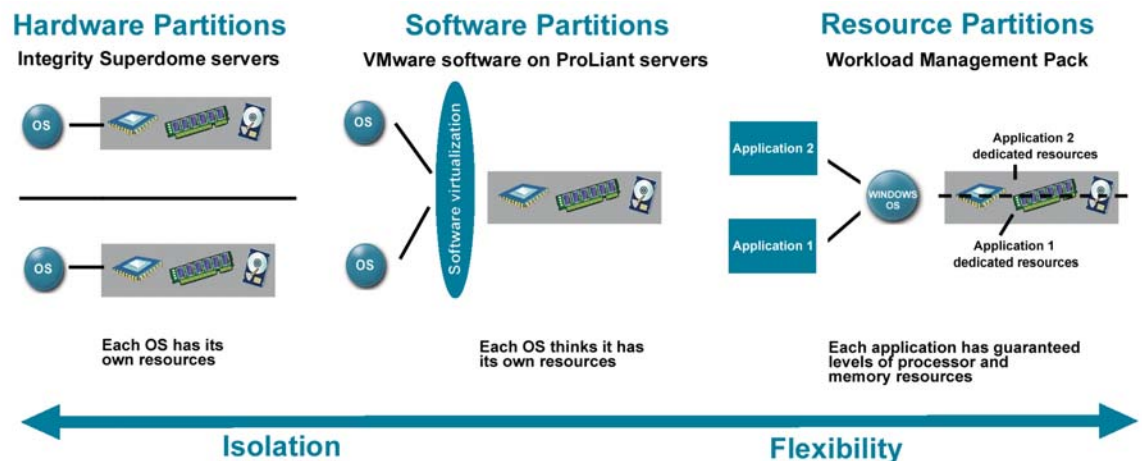 Hardware Partitions
Integrity Superdome servers
OS
OS
Each OS has its
own resources
Software Partitions
VMware software on ProLiant servers
OS
OS
Software virtualization
Each OS thinks it has
its own resources
Resource Partitions
Workload Management Pack
Application 2
Application 1
WINDOWS
OS
Application 2
dedicated resources
Application 1
dedicated resources
Each application has guaranteed
levels of processor and
memory resources
Isolation
Flexibility